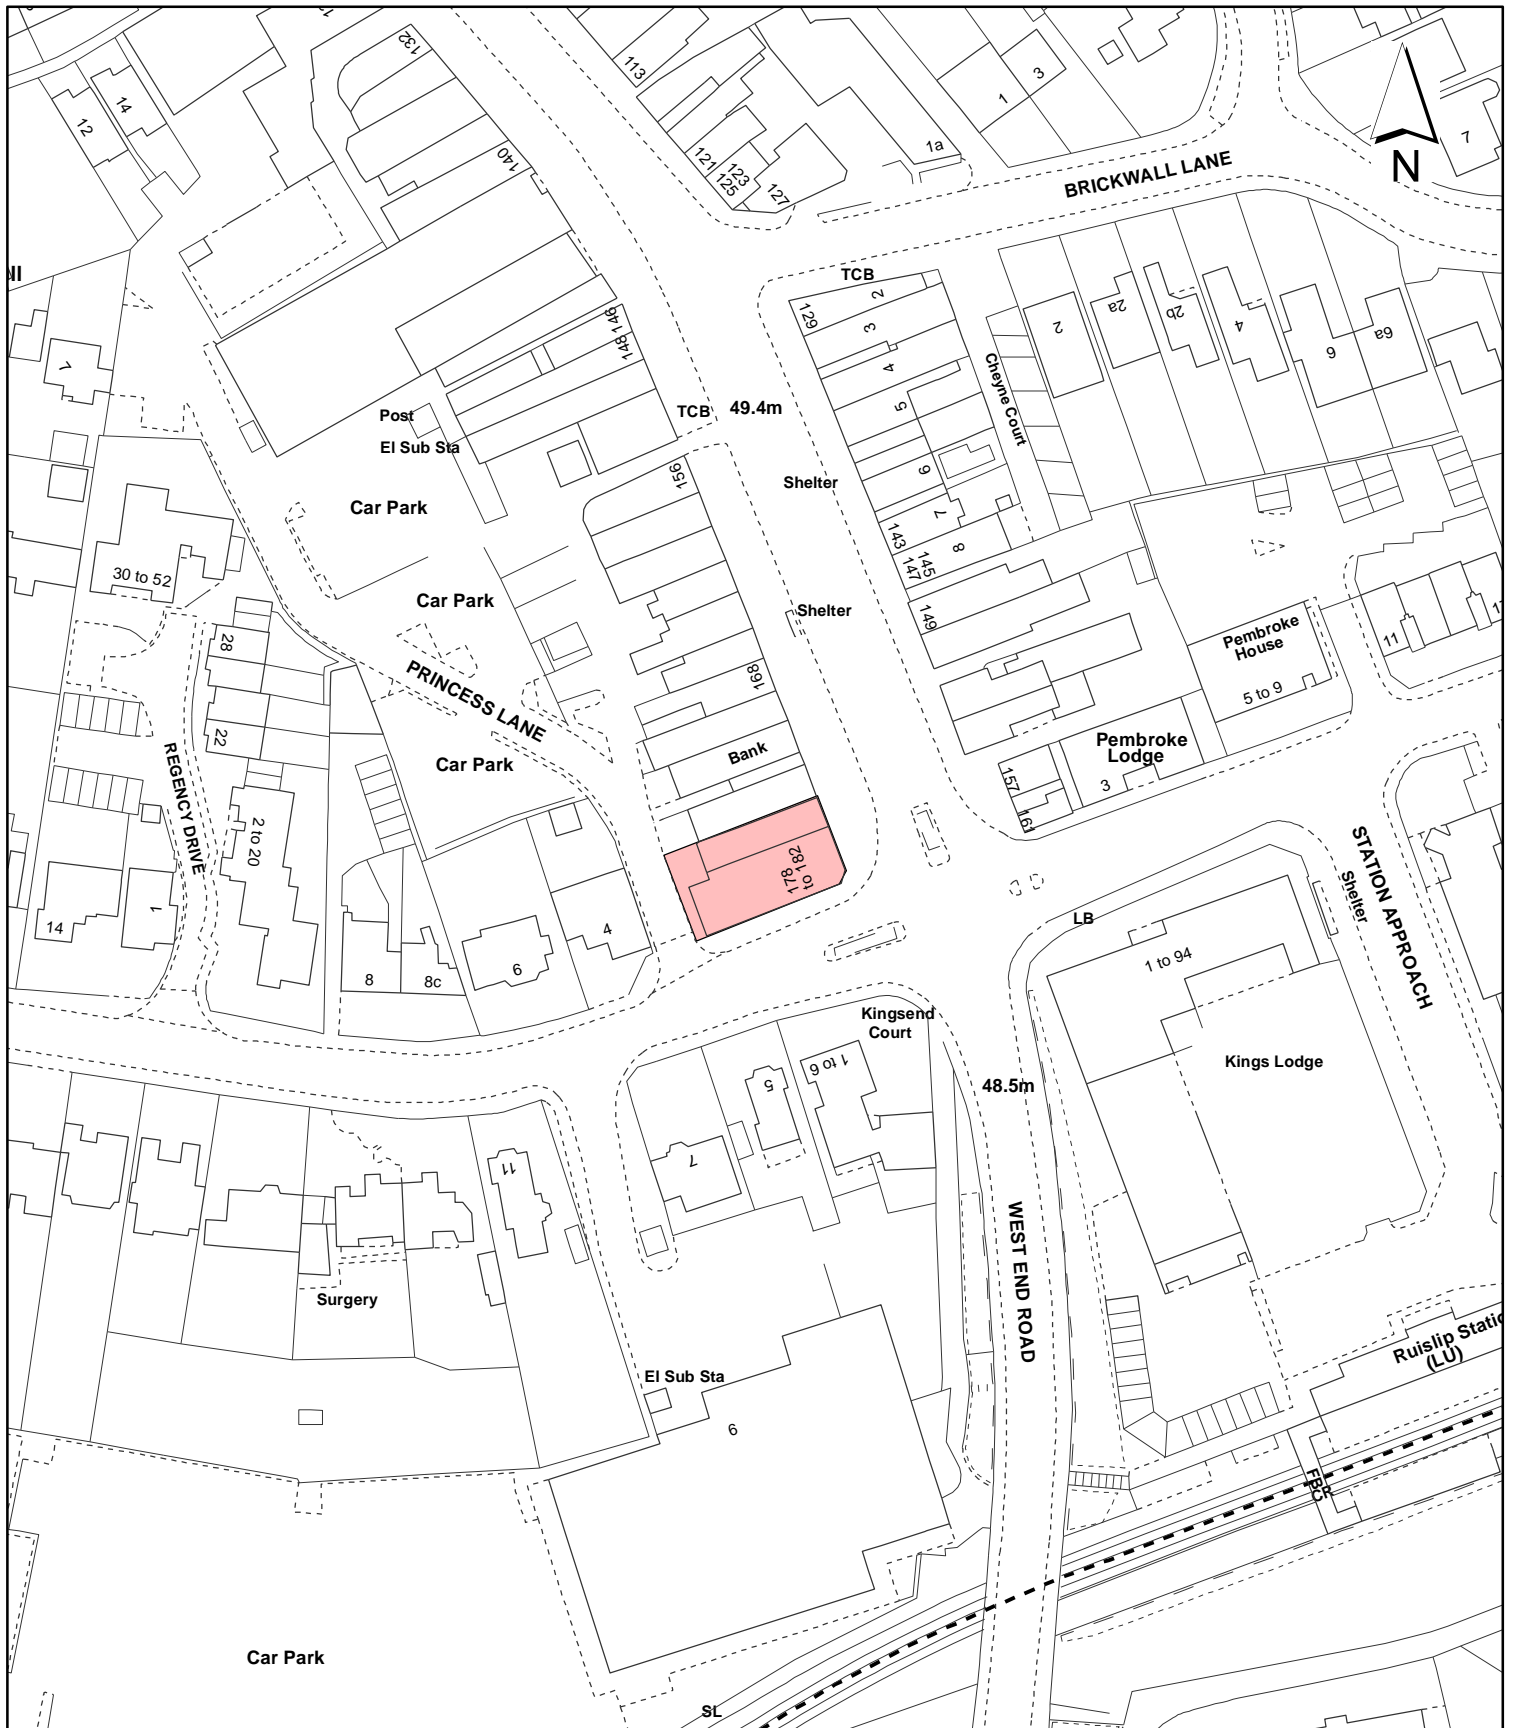 132
113
3
1
14
12
1a
7
N
140
121
123
125
127
BRICKWALL LANE
TCB
2
129
3
146
148
4
2
2a
2b
4
6
6a
Cheyne Court
7
Post
TCB
49.4m
5
El Sub Sta
156
Shelter
6
Car Park
7
143
145
147
8
30 to 52
Car Park
Shelter
149
Pembroke
House
11
28
PRINCESS LANE
168
5 to 9
22
Bank
Pembroke
Lodge
REGENCY DRIVE
Car Park
157
3
161
2 to 20
178
to 182
STATION APPROACH
Shelter
14
1
LB
4
8
8c
6
1 to 94
Kingsend
Court
Kings Lodge
1 to 6
5
48.5m
7
11
WEST END ROAD
Surgery
El Sub Sta
6
Ruislip Static
(LU)
FB
CR
Car Park
SL